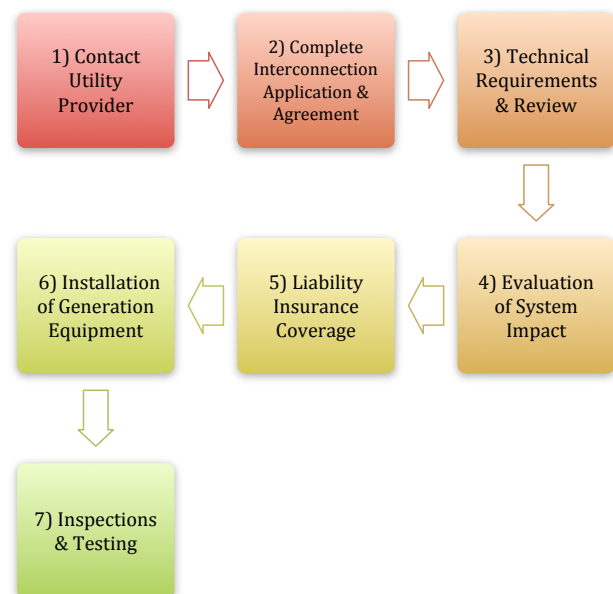 1) Contact
Utility
Provider
2) Complete
Interconnection
Application &
Agreement
3) Technical
Requirements
& Review
4) Evaluation
of System
Impact
5) Liability
Insurance
Coverage
6) Installation
of Generation
Equipment
7) Inspections
& Testing